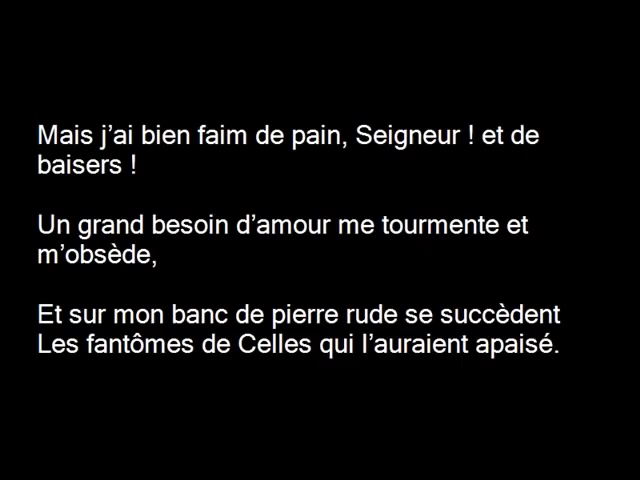 Mais j’ai bien faim de pain, Seigneur ! et de
baisers !
Un grand besoin d’amour me tourmente et
m’obsède,
Et sur mon banc de pierre rude se succèdent
Les fantômes de Celles qui l’auraient apaisé.